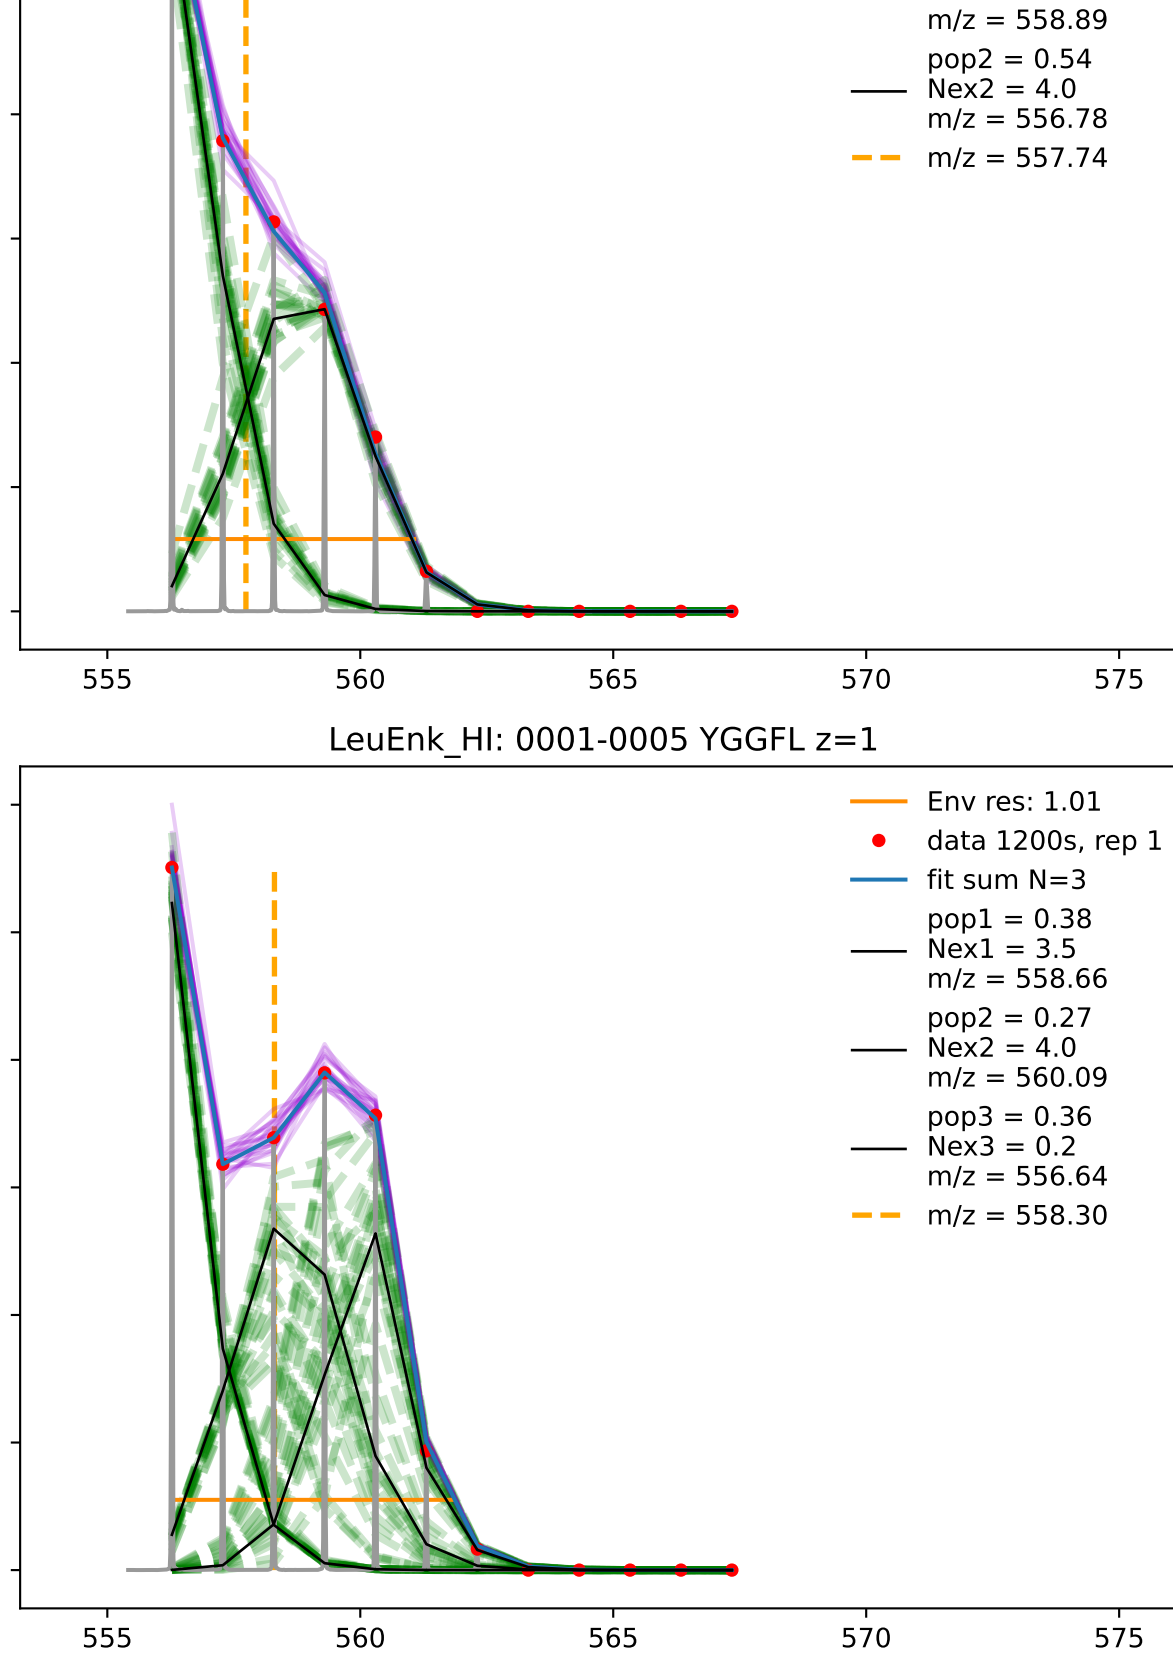 m/z = 558.89
pop2 = 0.54
Nex2 = 4.0
m/z = 556.78
m/z = 557.74
555 560 565 570 575
LeuEnk_HI: 0001-0005 YGGFL z=1
Env res: 1.01
data 1200s, rep 1
fit sum N=3
pop1 = 0.38
Nex1 = 3.5
m/z = 558.66
pop2 = 0.27
Nex2 = 4.0
m/z = 560.09
pop3 = 0.36
Nex3 = 0.2
m/z = 556.64
m/z = 558.30
555 560 565 570 575